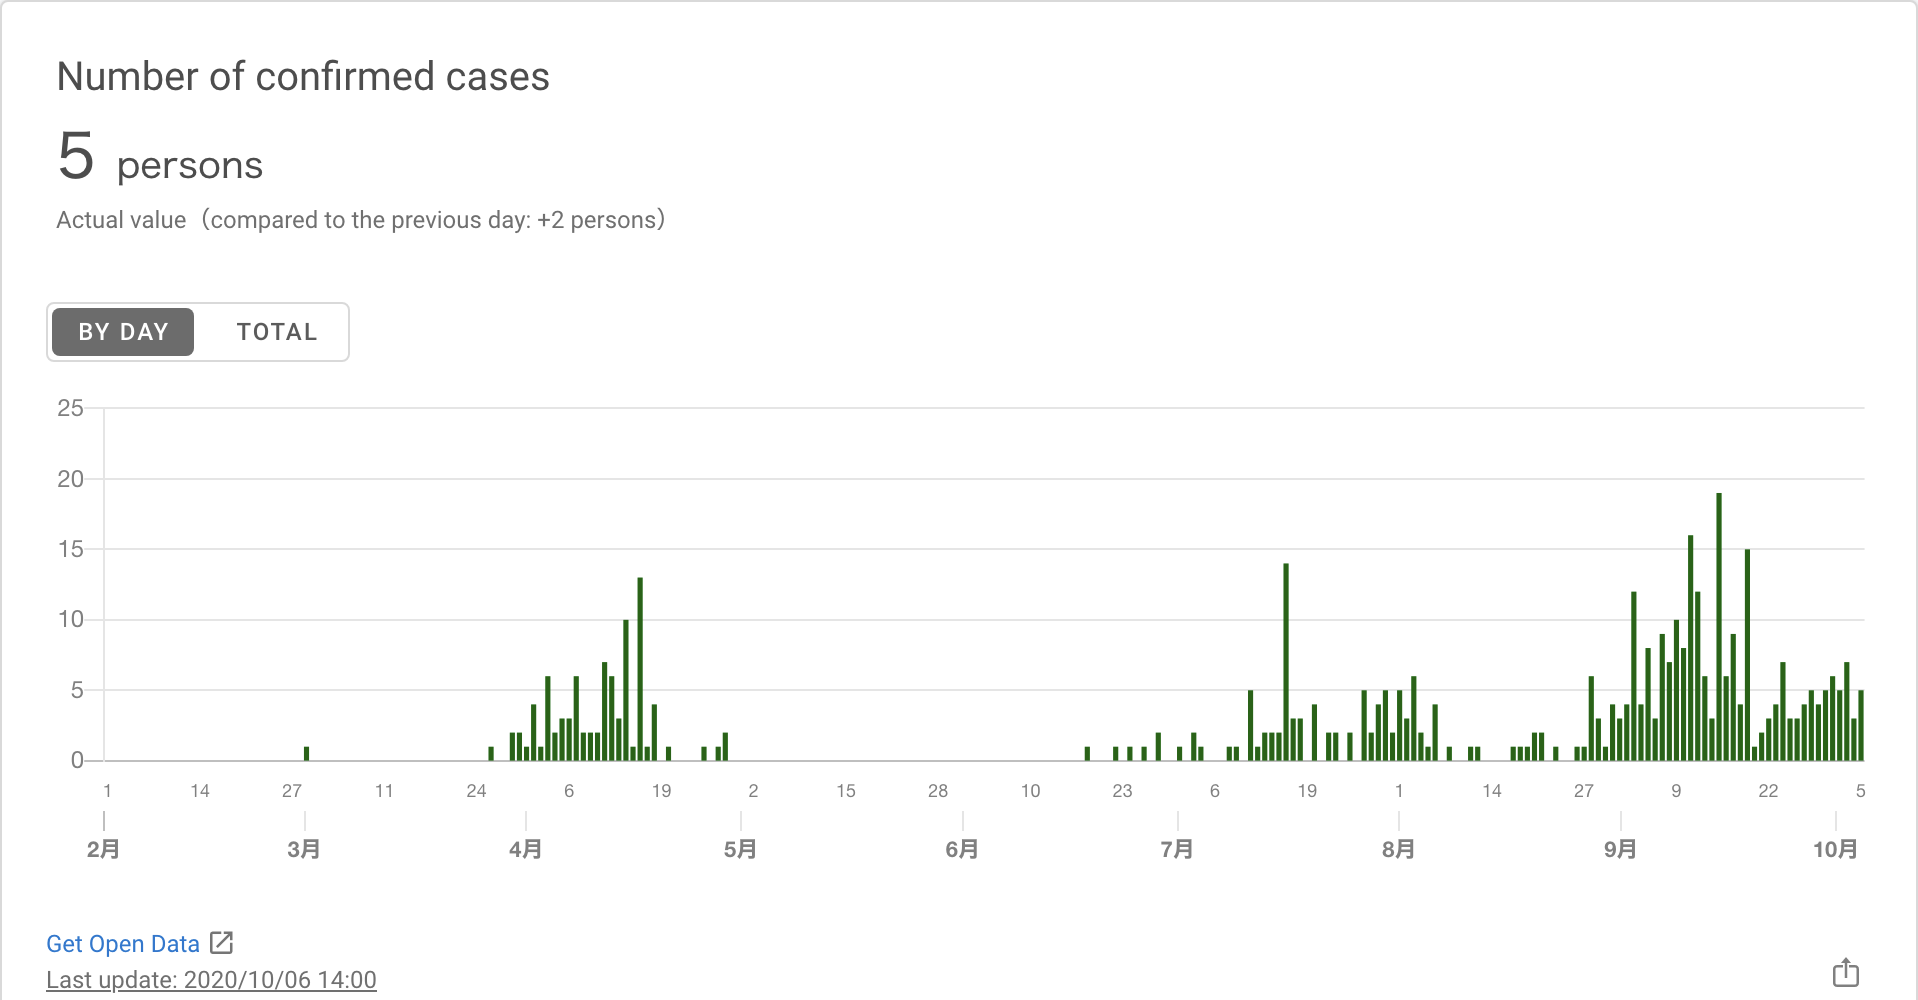 Number of confirmed cases
5 persons
Actual value（compared to the previous day: +2 persons）
BY DAY TOTAL
25
20
15
10
5
0
1 14 27 11 24 6 19 2 15 28 10 23 6 19 1 14 27 9 22 5
2月 3月 4月 5月 6月 7月 8月 9月 10月
Get Open Data
Last update: 2020/10/06 14:00